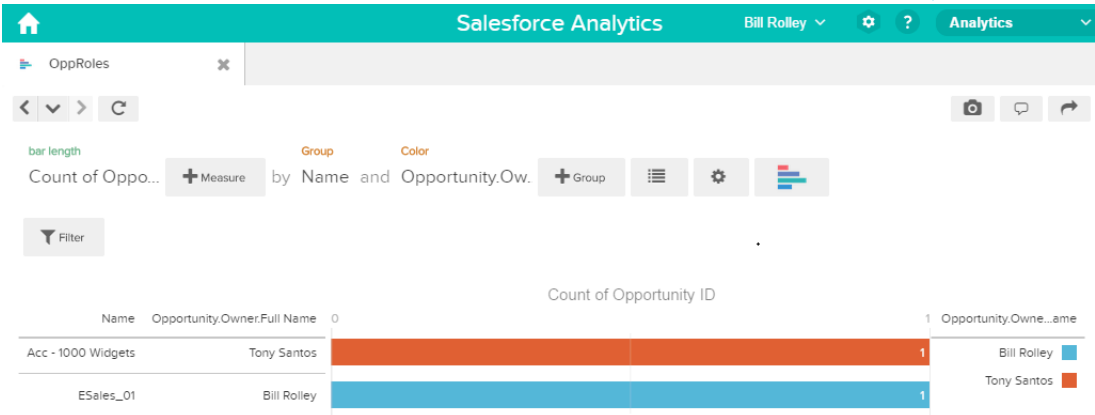 Salesforce Analytics Bill Rolley ? Analytics
OppRoles
bar length Group Color
Count of Oppo... Measure by Name and Opportunity.Ow. Group
Filter
Count of Opportunity ID
Name Opportunity.Owner.Full Name 0 1 Opportunity.Owne...ame
Acc - 1000 Widgets Tony Santos 1 Bill Rolley
Tony Santos
ESales_01 Bill Rolley 1